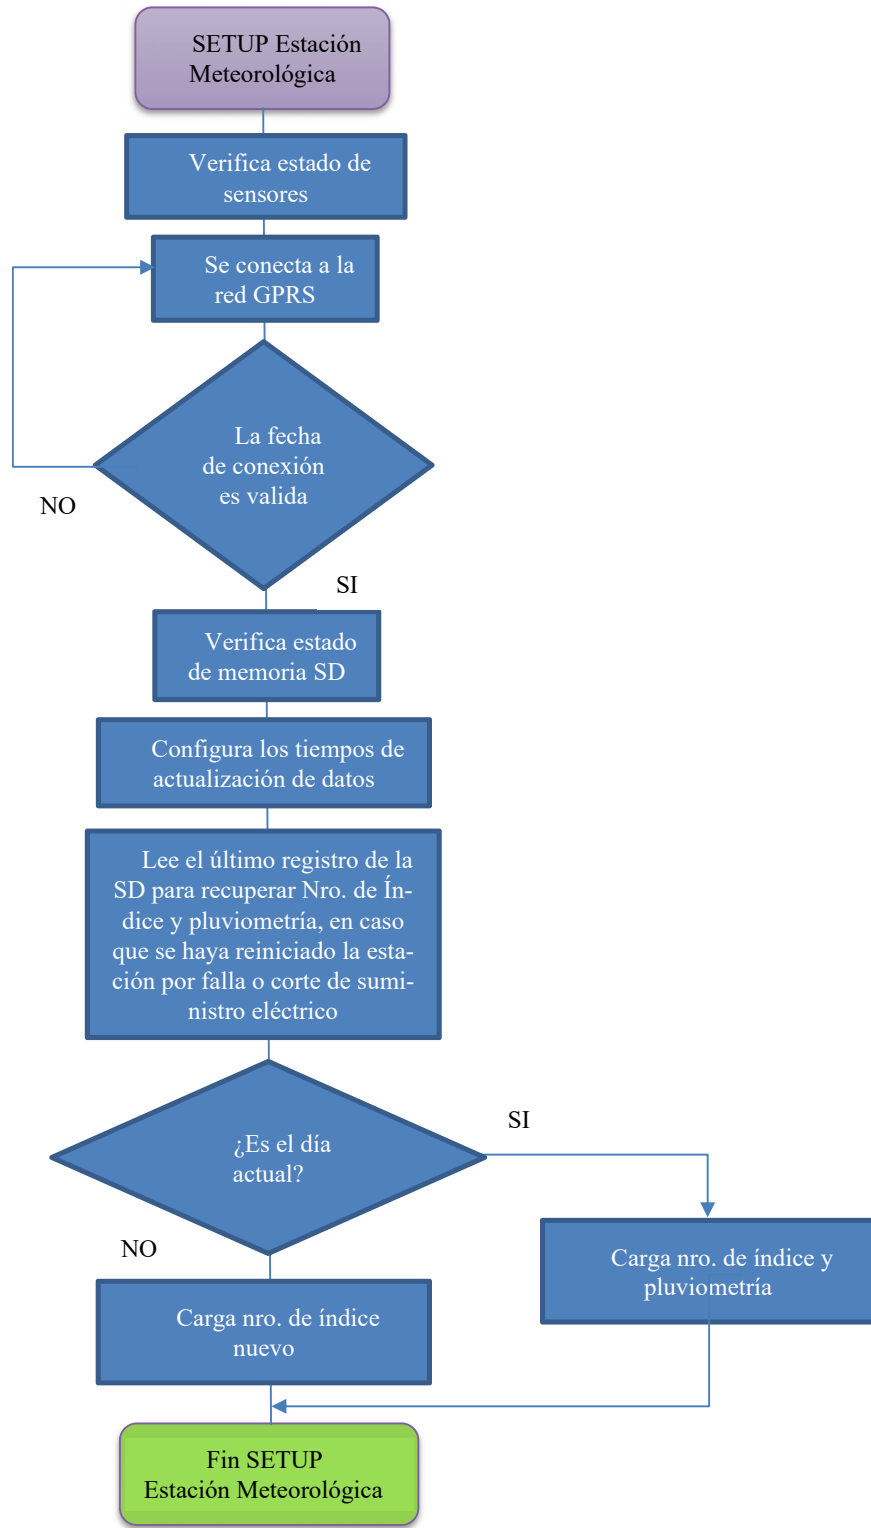 SETUP Estación
Meteorológica
Verifica estado de
sensores
Se conecta a la
red GPRS
La fecha
de conexión
es valida
NO
SI
Verifica estado
de memoria SD
Configura los tiempos de
actualización de datos
Lee el último registro de la
SD para recuperar Nro. de Ín-
dice y pluviometría, en caso
que se haya reiniciado la esta-
ción por falla o corte de sumi-
nistro eléctrico
¿Es el día
actual?
SI
NO
Carga nro. de índice y
pluviometría
Carga nro. de índice
nuevo
Fin SETUP
Estación Meteorológica